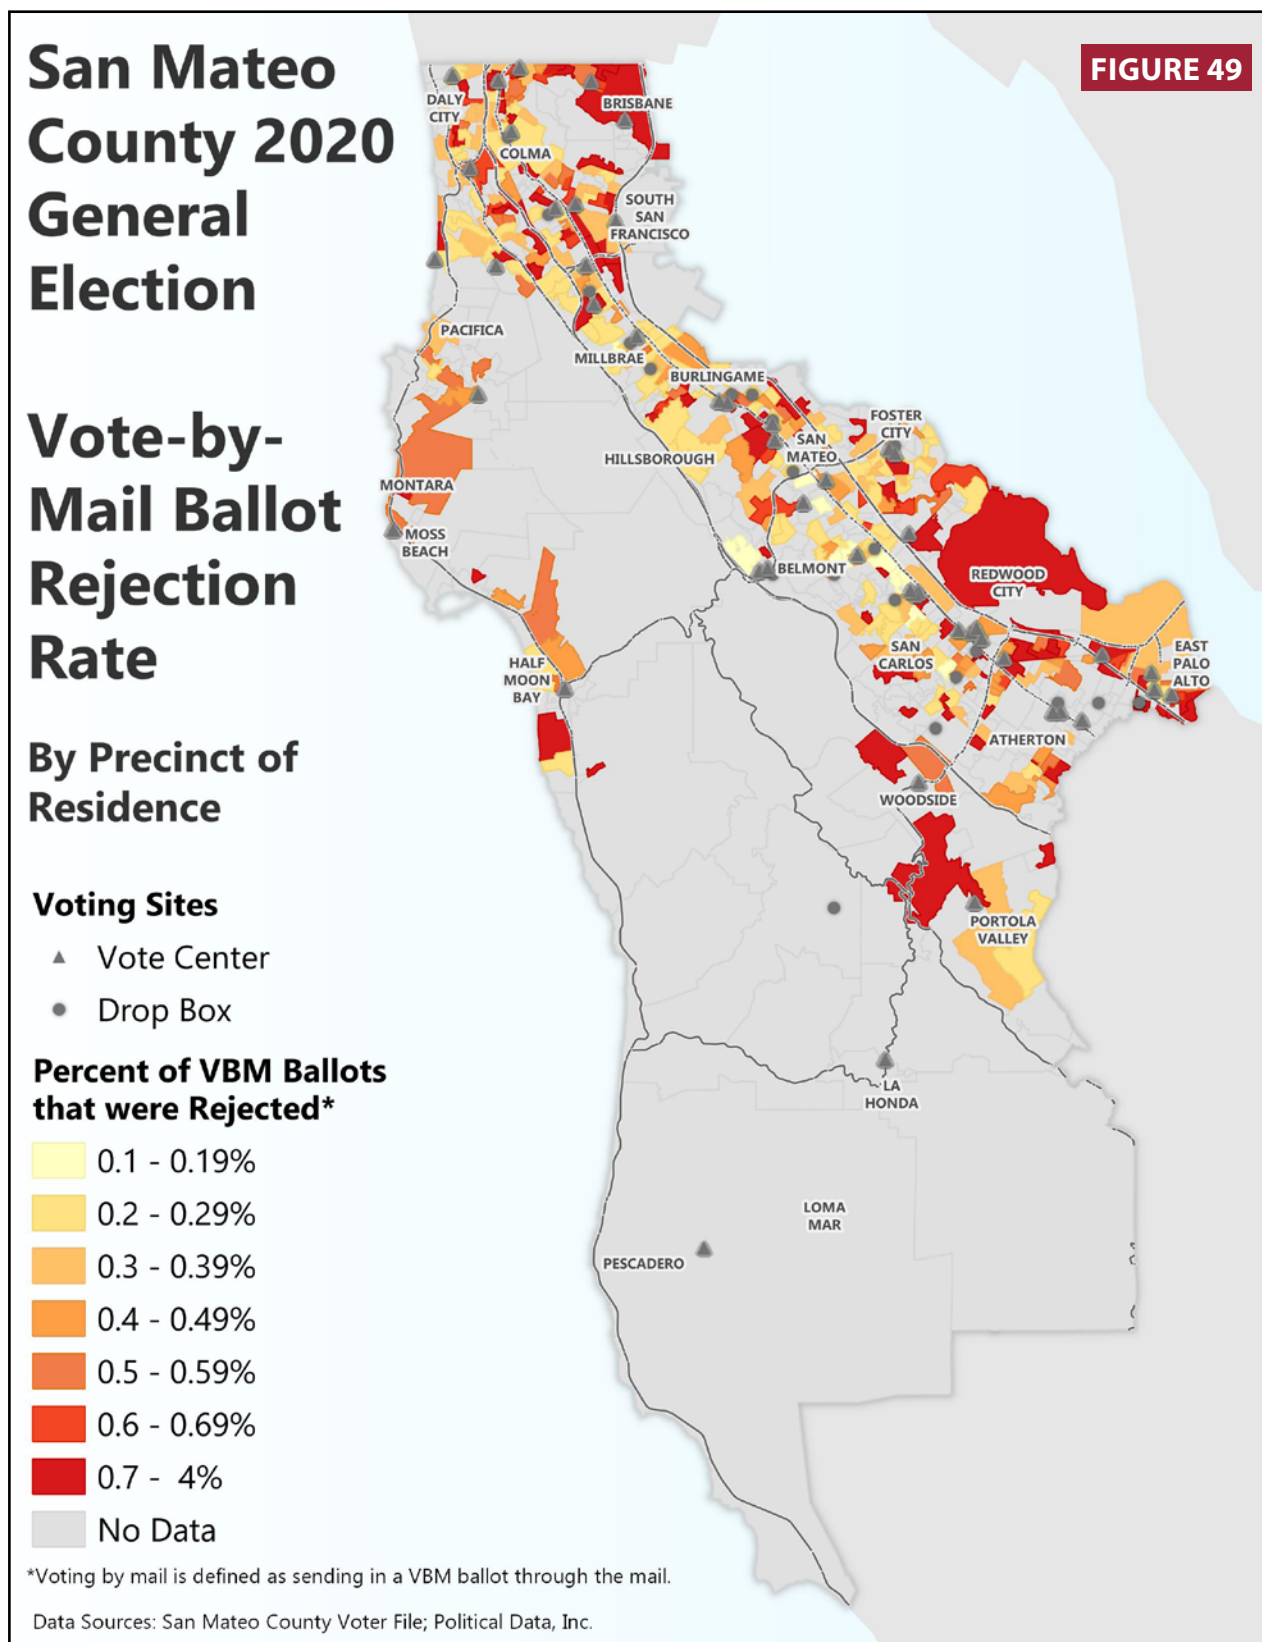 San Mateo
County 2020
General
Election
Vote-by-
Mail Ballot
Rejection
Rate
By Precinct of
Residence
FIGURE 49
Voting Sites
Vote Center
Drop Box
Percent of VBM Ballots
that were Rejected*
0.1 - 0.19%
0.2 - 0.29%
0.3 - 0.39%
0.4 - 0.49%
0.5 - 0.59%
0.6 - 0.69%
0.7 - 4%
No Data
*Voting by mail is defined as sending in a VBM ballot through the mail.
Data Sources: San Mateo County Voter File; Political Data, Inc.
DALY
CITY
BRISBANE
COLMA
SOUTH
SAN
FRANCISCO
PACIFICA
MILLBRAE
BURLINGAME
FOSTER
CITY
SAN
MATEO
HILLSBOROUGH
MONTARA
MOSS
BEACH
BELMONT
REDWOOD
CITY
SAN
CARLOS
EAST
PALO
ALTO
HALF
MOON
BAY
ATHERTON
WOODSIDE
PORTOLA
VALLEY
LA
HONDA
LOMA
MAR
PESCADERO